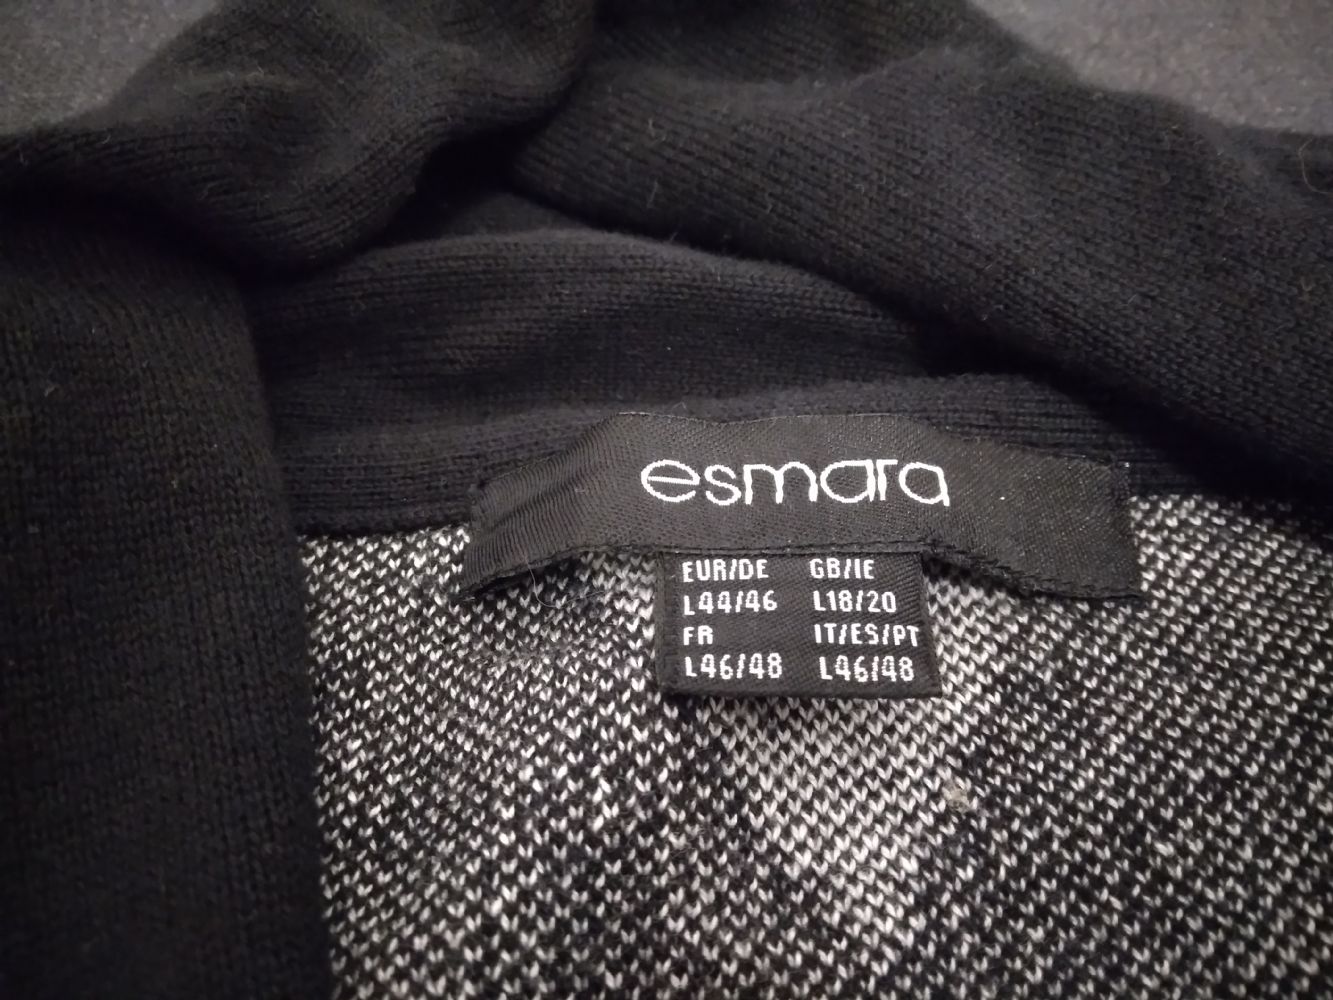 esmara
EUR/DE GB/IE
L44/46 L18/20
FR IT/ES/PT
L46/48 L46/48